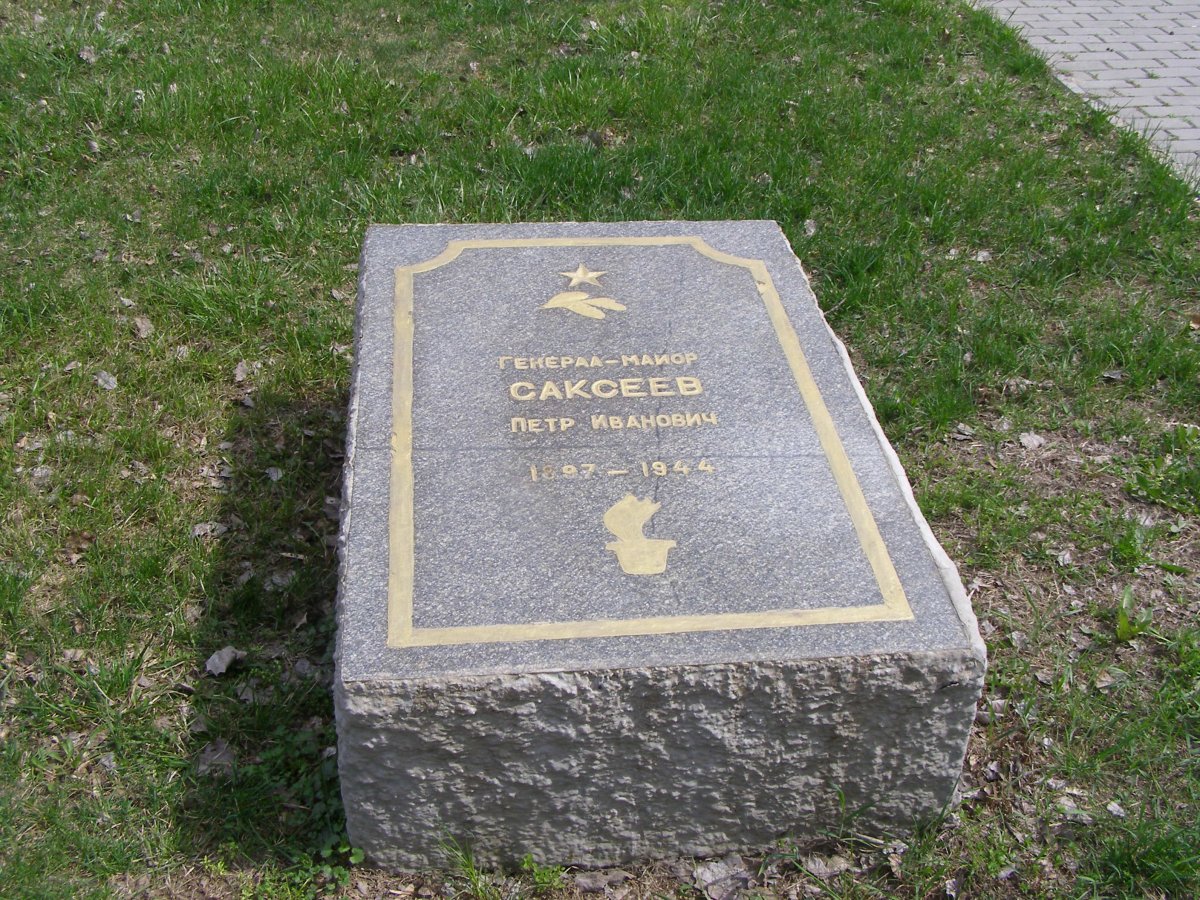 Генерал-майор
САКСЕЕВ
Петр Иванович
1897-1944